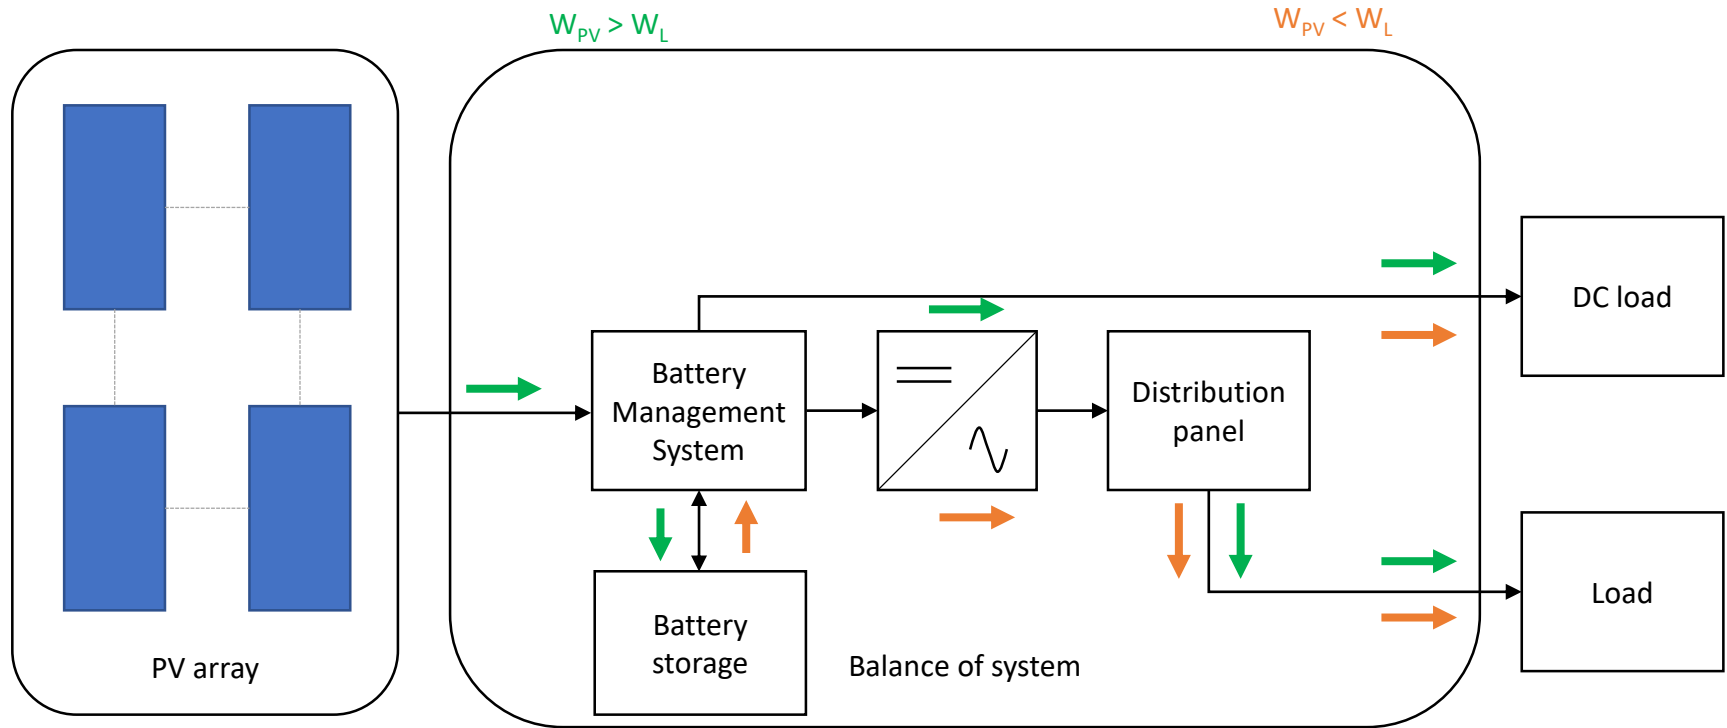 W_PV > W_L
W_PV < W_L
DC load
Battery
Management
System
Distribution
panel
Load
Battery
storage
PV array
Balance of system